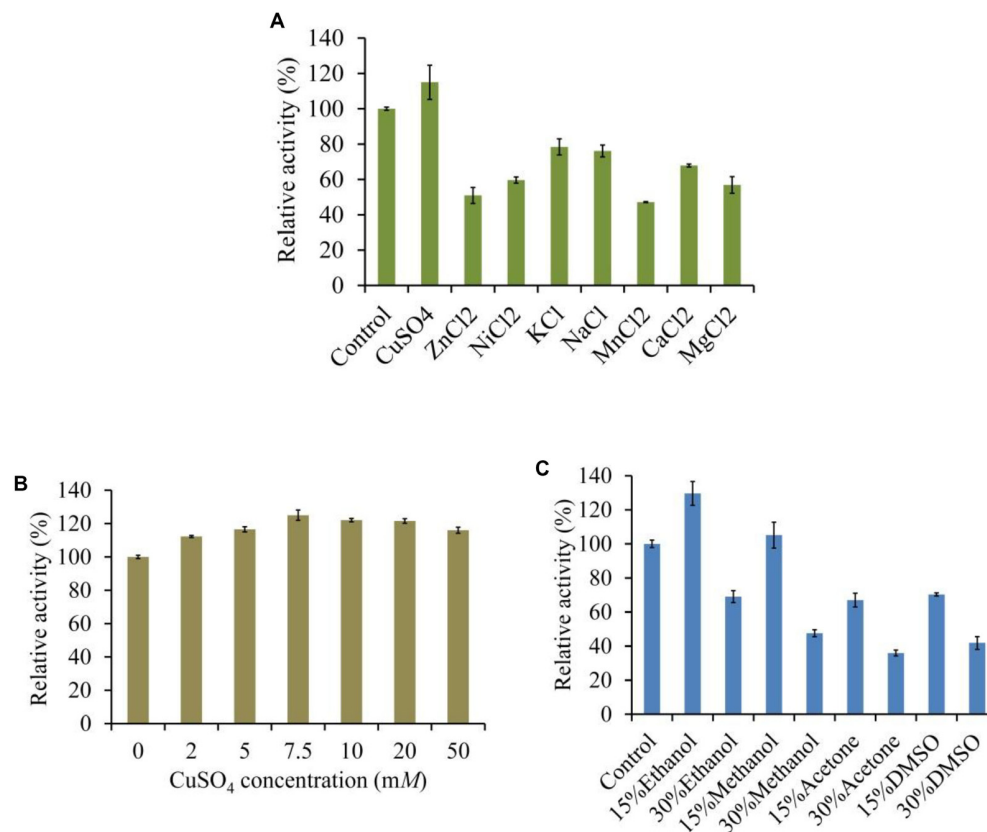 A
Relative activity (%)
140
120
100
80
60
40
20
0
Control
CuSO4
ZnCl2
NiCl2
KCl
NaCl
MnCl2
CaCl2
MgCl2
B
Relative activity (%)
140
120
100
80
60
40
20
0
0 2 5 7.5 10 20 50
CuSO₄ concentration (mM)
C
Relative activity (%)
140
120
100
80
60
40
20
0
Control
15%Ethanol
30%Ethanol
15%Methanol
30%Methanol
15%Acetone
30%Acetone
15%DMSO
30%DMSO